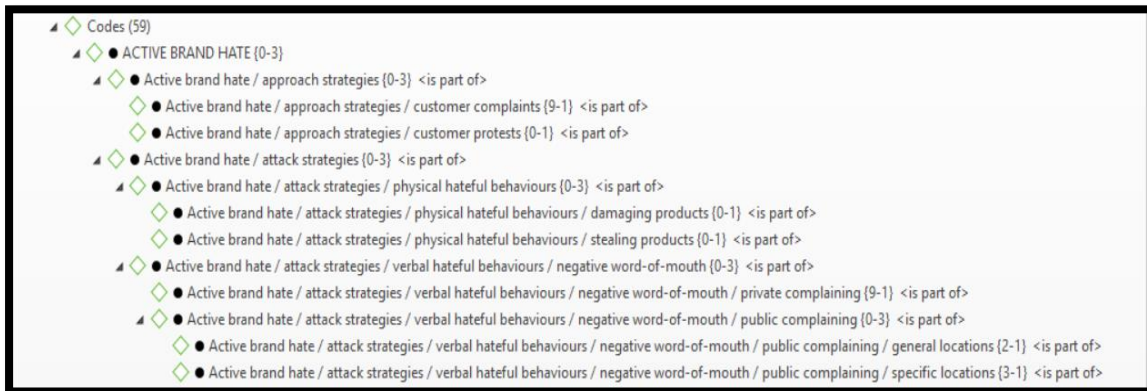 Codes (59)
ACTIVE BRAND HATE {0-3}
Active brand hate / approach strategies {0-3} <is part of>
Active brand hate / approach strategies / customer complaints {9-1} <is part of>
Active brand hate / approach strategies / customer protests {0-1} <is part of>
Active brand hate / attack strategies {0-3} <is part of>
Active brand hate / attack strategies / physical hateful behaviours {0-3} <is part of>
Active brand hate / attack strategies / physical hateful behaviours / damaging products {0-1} <is part of>
Active brand hate / attack strategies / physical hateful behaviours / stealing products {0-1} <is part of>
Active brand hate / attack strategies / verbal hateful behaviours / negative word-of-mouth {0-3} <is part of>
Active brand hate / attack strategies / verbal hateful behaviours / negative word-of-mouth / private complaining {9-1} <is part of>
Active brand hate / attack strategies / verbal hateful behaviours / negative word-of-mouth / public complaining {0-3} <is part of>
Active brand hate / attack strategies / verbal hateful behaviours / negative word-of-mouth / public complaining / general locations {2-1} <is part of>
Active brand hate / attack strategies / verbal hateful behaviours / negative word-of-mouth / public complaining / specific locations {3-1} <is part of>